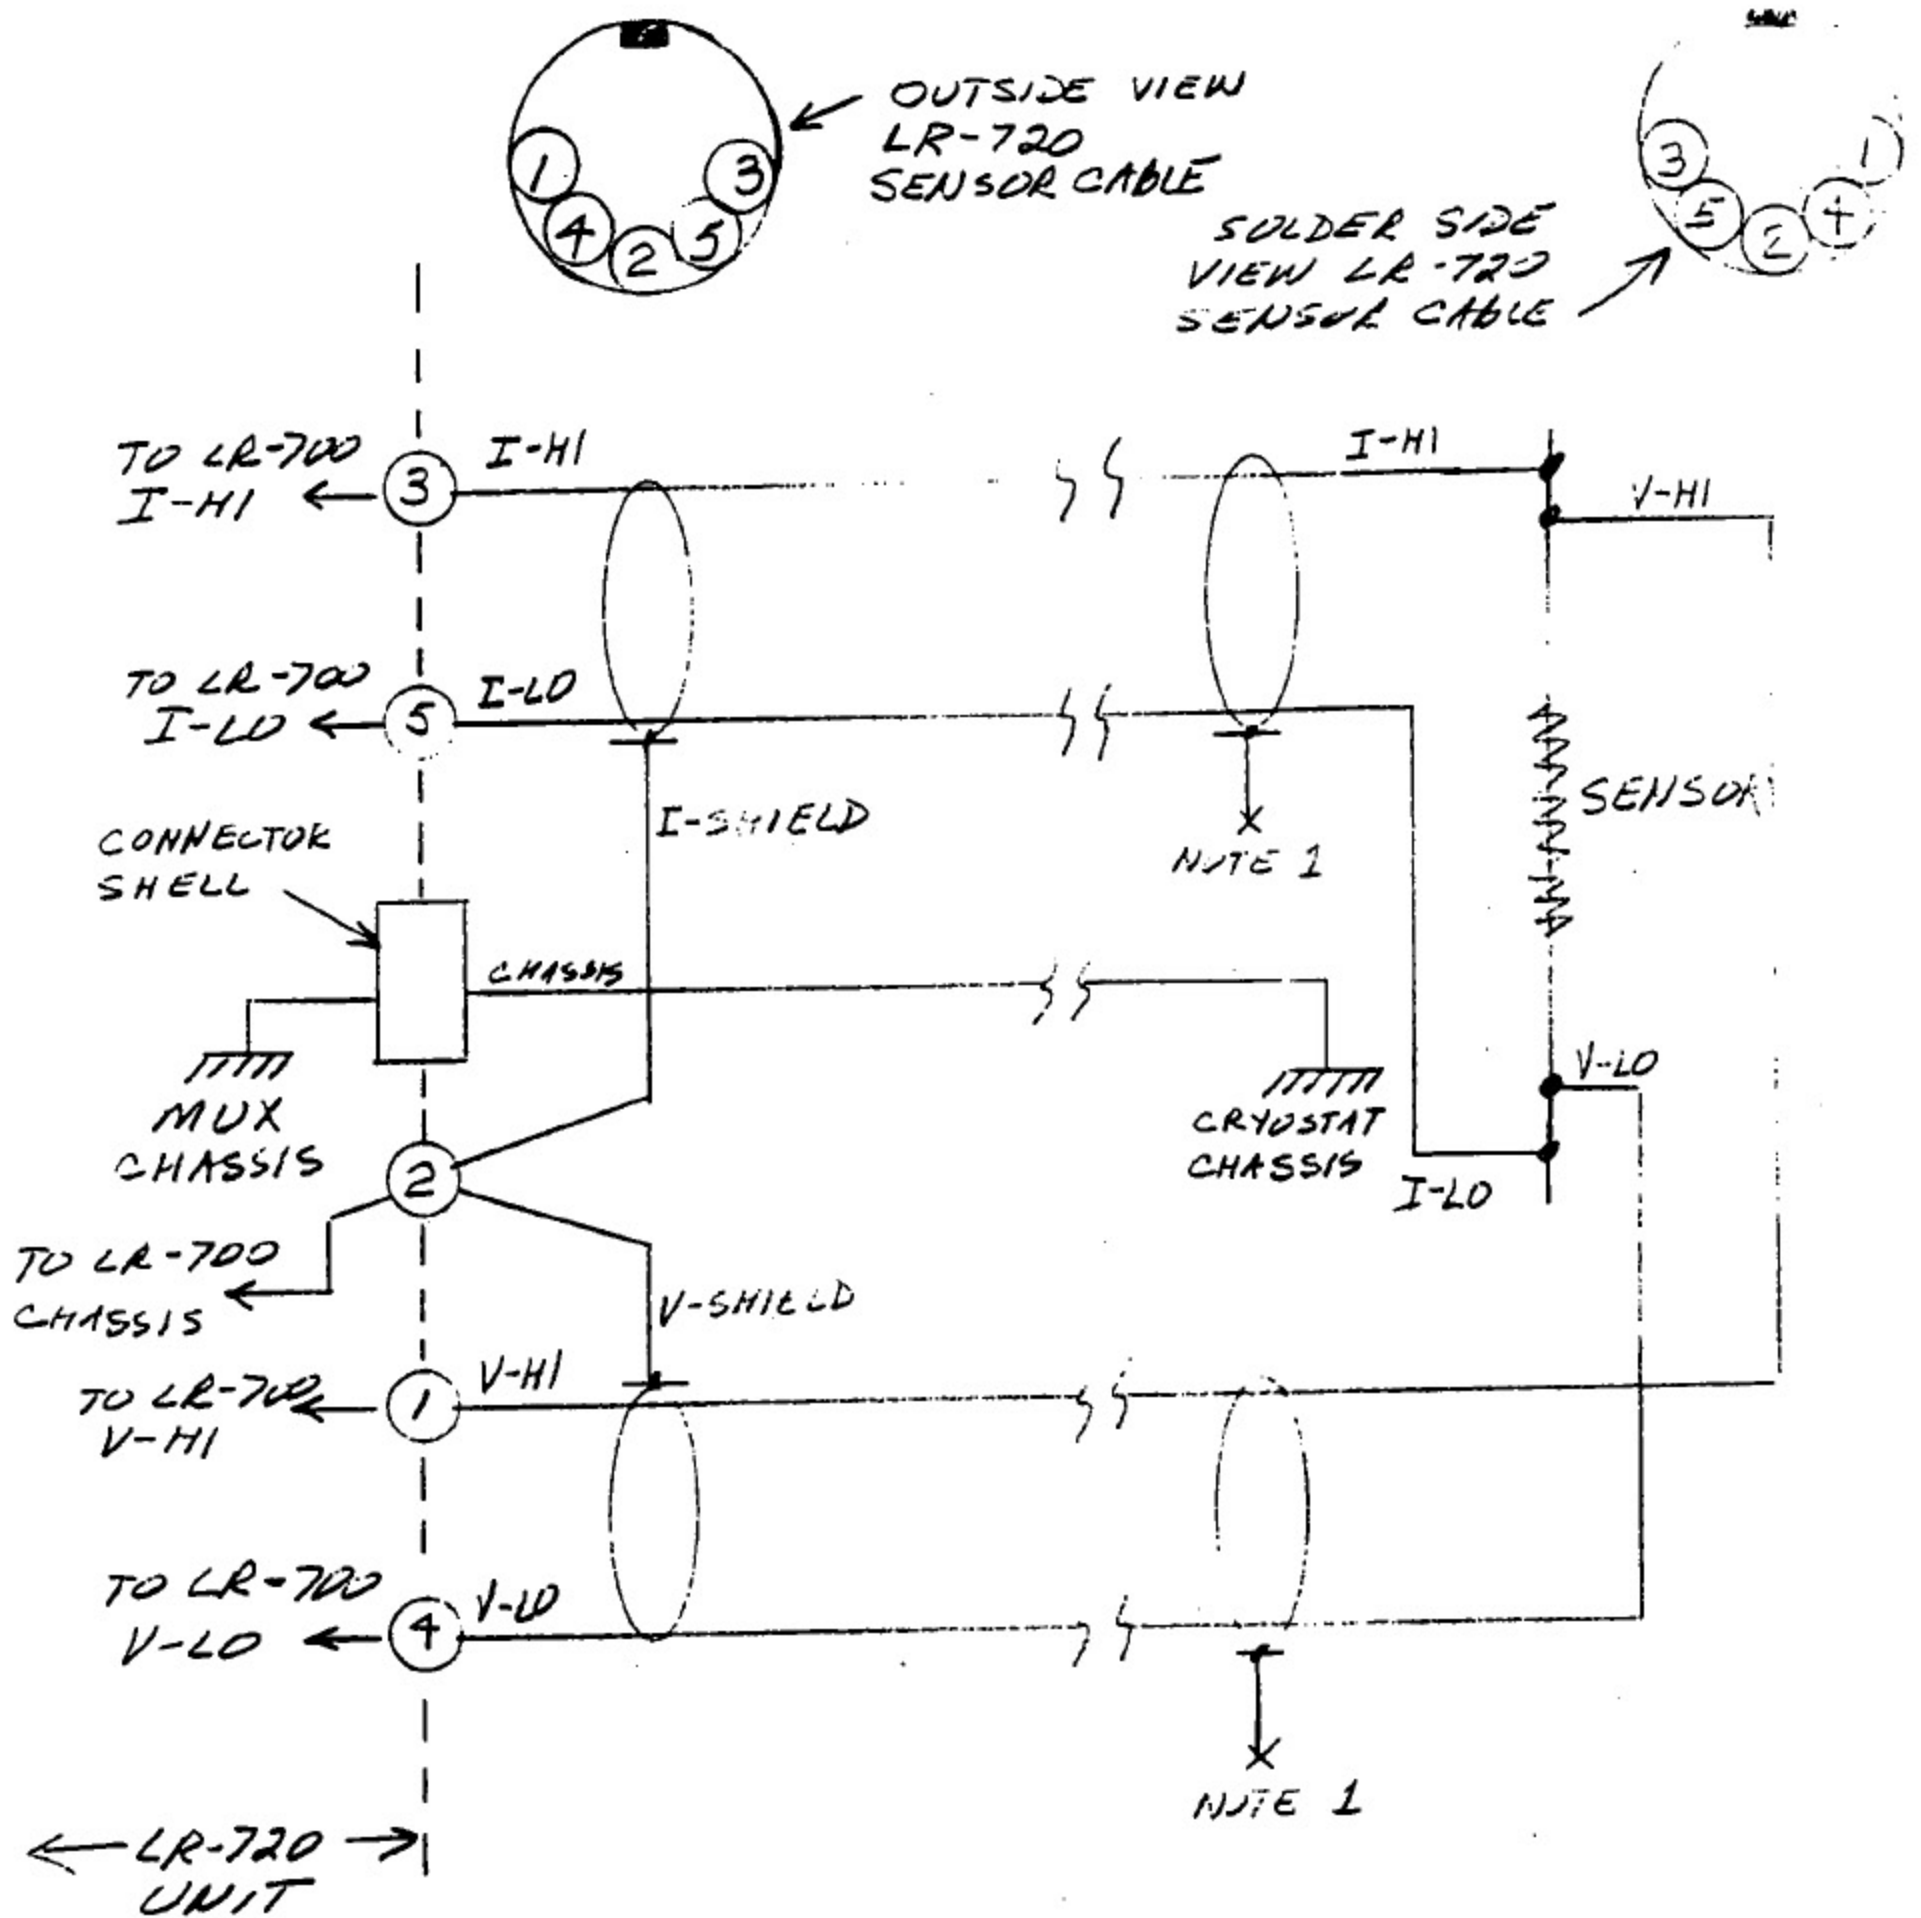 OUTSIDE VIEW
LR-720
SENSOR CABLE
1
4
2
5
3
SOLDER SIDE
VIEW LR-720
SENSOR CABLE
3
5
2
4
1
TO LR-700
I-HI
3
I-HI
I-HI
V-HI
TO LR-700
I-LO
5
I-LO
I-SHIELD
NOTE 1
SENSOR
CONNECTOR
SHELL
CHASSIS
MUX
CHASSIS
CRYOSTAT
CHASSIS
V-LO
I-LO
2
TO LR-700
CHASSIS
V-SHIELD
TO LR-700
V-HI
1
V-HI
TO LR-700
V-LO
4
V-LO
NOTE 1
LR-720
UNIT